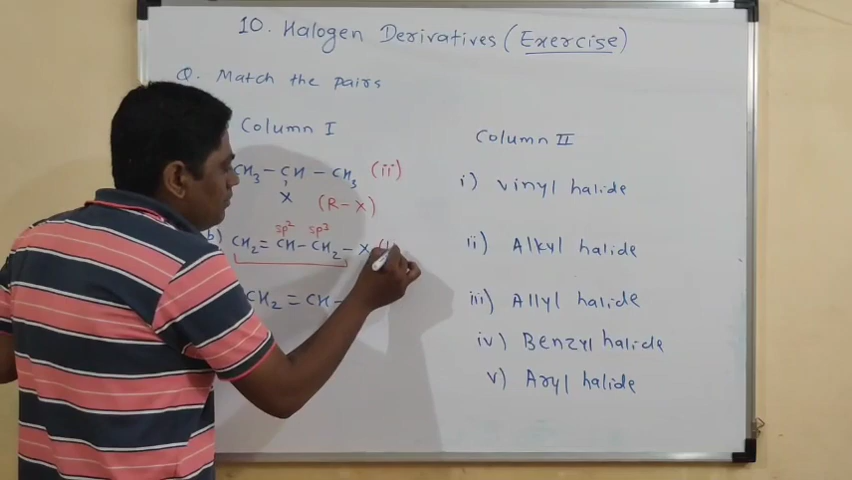 10. Halogen Derivatives (Exercise)
Q. Match the pairs
Column I
CH3 – CH – CH3 (ii)
X (R–X)
sp2 sp3
b) CH2 = CH – CH2 – X (
CH2 = CH –
Column II
i) Vinyl halide
ii) Alkyl halide
iii) Allyl halide
iv) Benzyl halide
v) Aryl halide